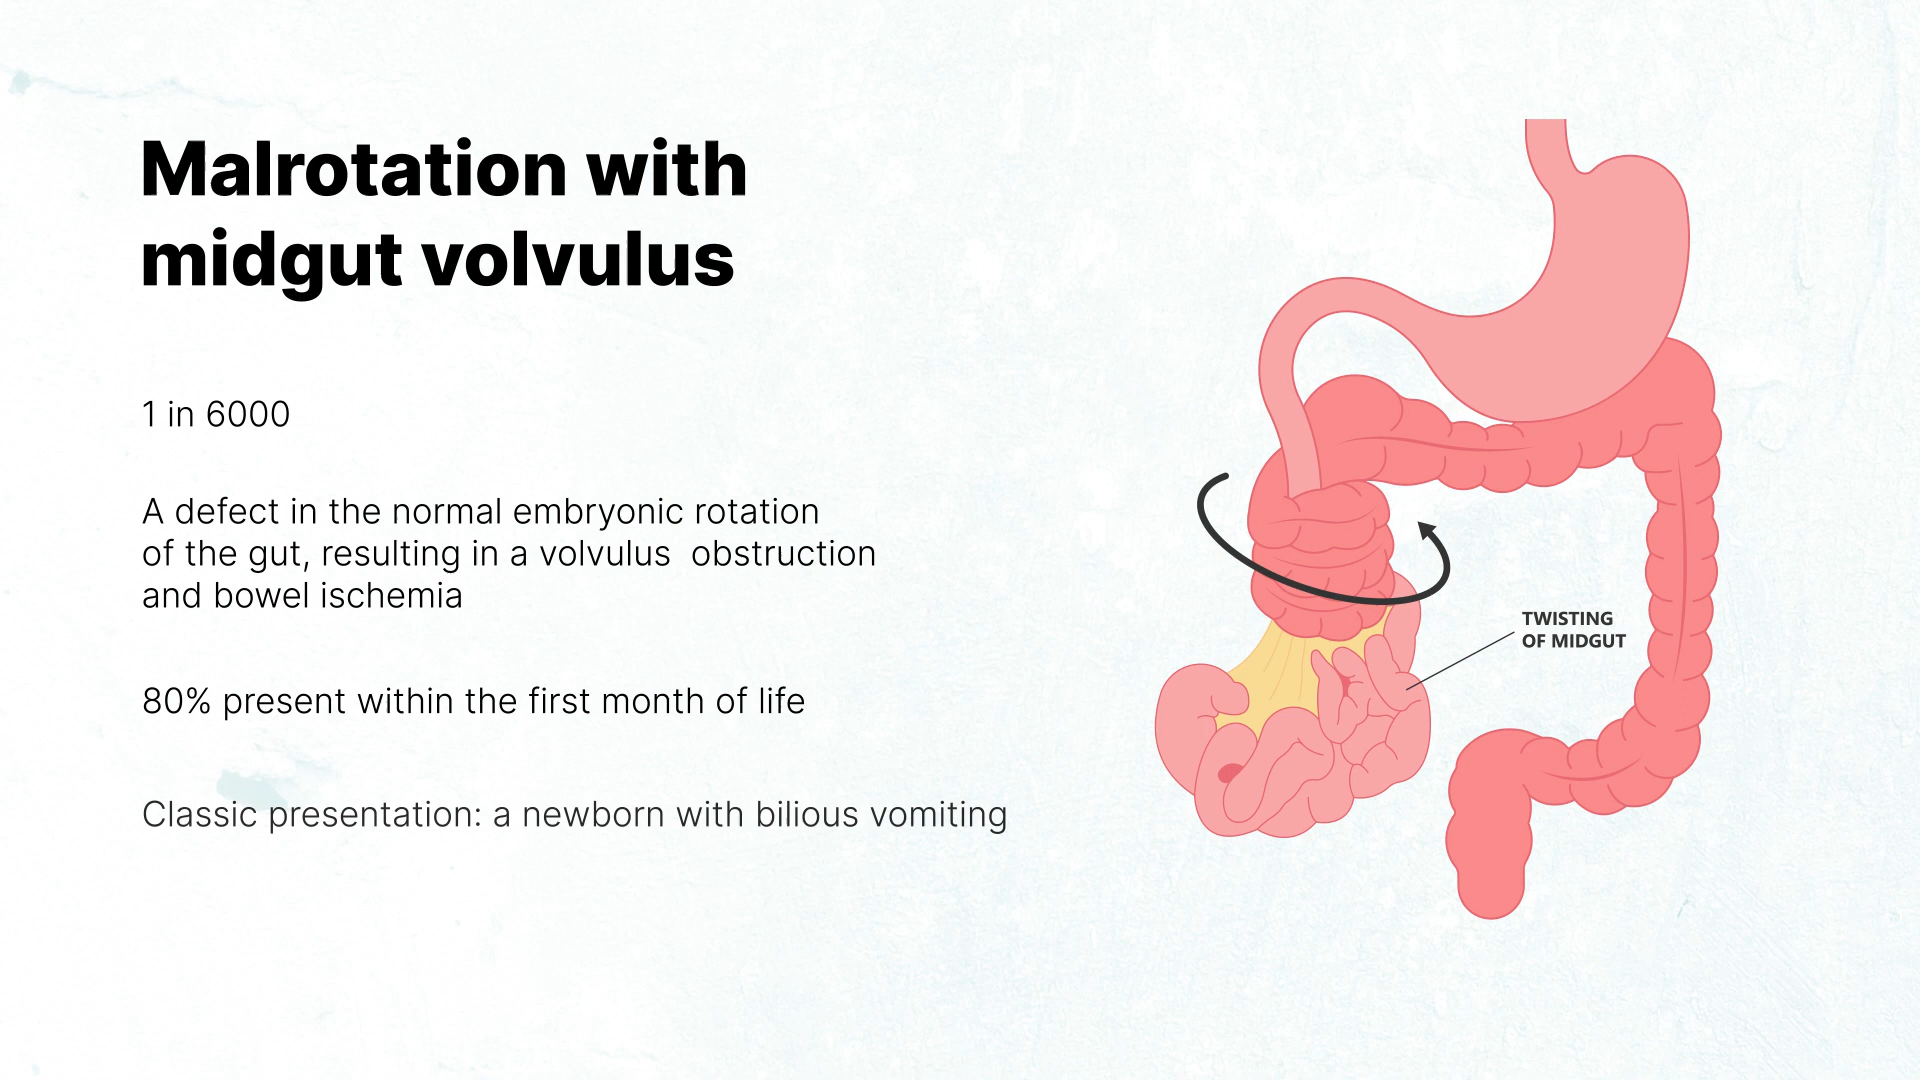 Malrotation with
midgut volvulus
1 in 6000
A defect in the normal embryonic rotation
of the gut, resulting in a volvulus  obstruction
and bowel ischemia
80% present within the first month of life
Classic presentation: a newborn with bilious vomiting
TWISTING
OF MIDGUT